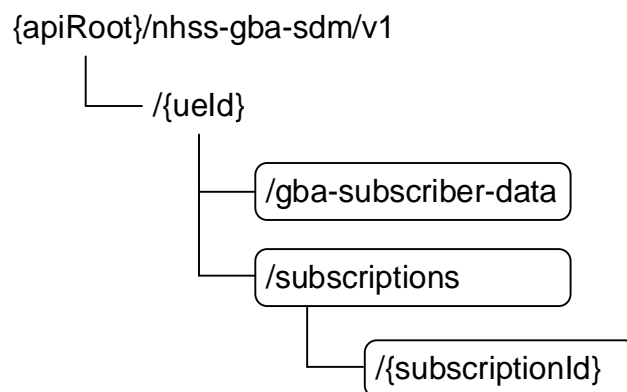 {apiRoot}/nhss-gba-sdm/v1
/{ueId}
/gba-subscriber-data
/subscriptions
/{subscriptionId}